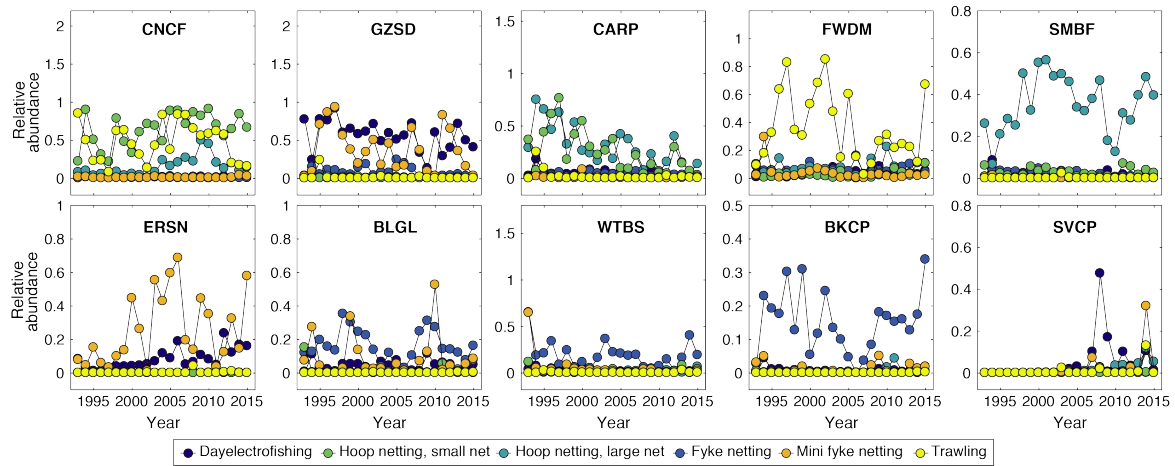 CNCF GZSD CARP FWDM SMBF
2 2 1.5 1 0.8
1.5 1.5 0.8 0.6
1 1 1 0.6 0.4
0.5 0.5 0.5 0.4 0.2
0.2
0 0 0 0 0
Relative abundance
ERSN BLGL WTBS BKCP SVCP
1 1 0.5 0.8
0.8 0.8 1.5 0.4 0.6
0.6 0.6 1 0.3 0.4
0.4 0.4 0.5 0.2 0.2
0.2 0.2 0.1
0 0 0 0 0
Relative abundance
1995 2000 2005 2010 2015 1995 2000 2005 2010 2015 1995 2000 2005 2010 2015 1995 2000 2005 2010 2015 1995 2000 2005 2010 2015
Year Year Year Year Year
Dayelectrofishing Hoop netting, small net Hoop netting, large net Fyke netting Mini fyke netting Trawling